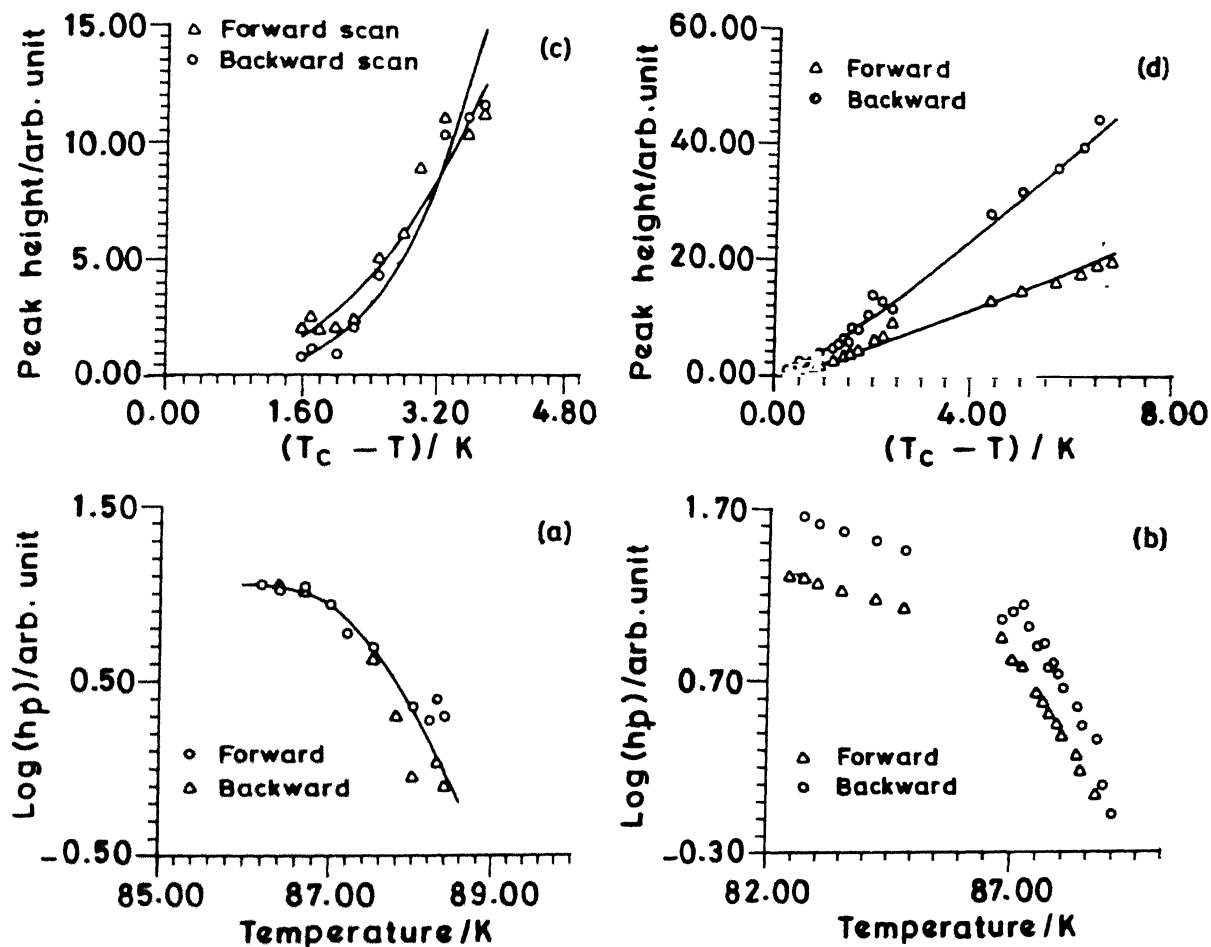 Peak height/arb. unit
15.00
10.00
5.00
0.00
△ Forward scan
○ Backward scan
(c)
0.00 1.60 3.20 4.80
(Tc – T)/ K
Peak height/arb.unit
60.00
40.00
20.00
0.00
△ Forward
○ Backward
(d)
0.00 4.00 8.00
(Tc – T) / K
Log(hp)/arb. unit
1.50
0.50
–0.50
(a)
○ Forward
△ Backward
85.00 87.00 89.00
Temperature/K
Log(hp)/arb.unit
1.70
0.70
–0.30
(b)
△ Forward
○ Backward
82.00 87.00
Temperature/K